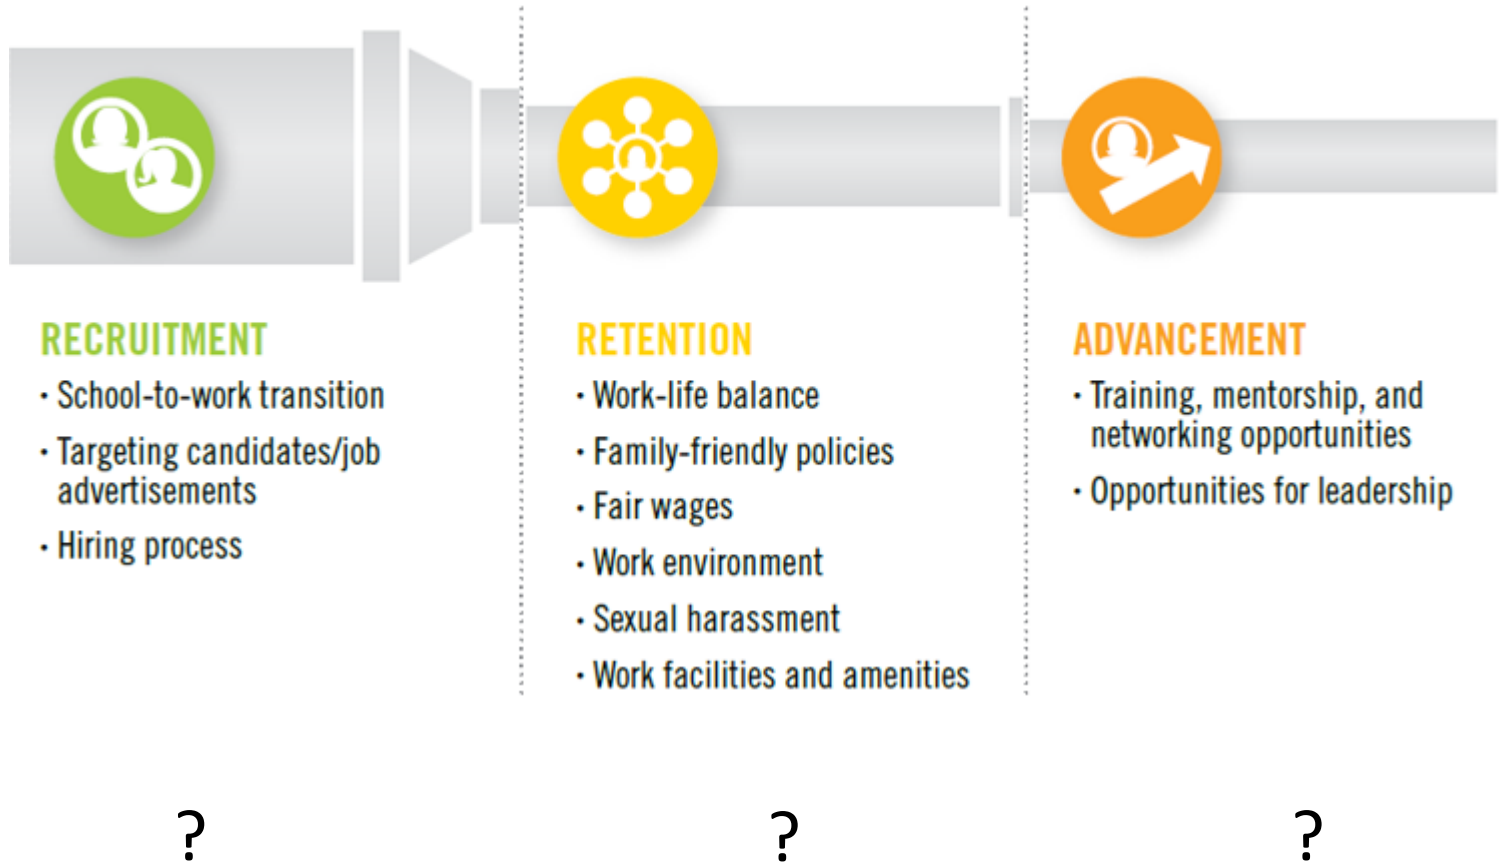 RECRUITMENT
· School-to-work transition
· Targeting candidates/job
advertisements
· Hiring process
RETENTION
· Work-life balance
· Family-friendly policies
· Fair wages
· Work environment
· Sexual harassment
· Work facilities and amenities
ADVANCEMENT
· Training, mentorship, and
networking opportunities
· Opportunities for leadership
?
?
?